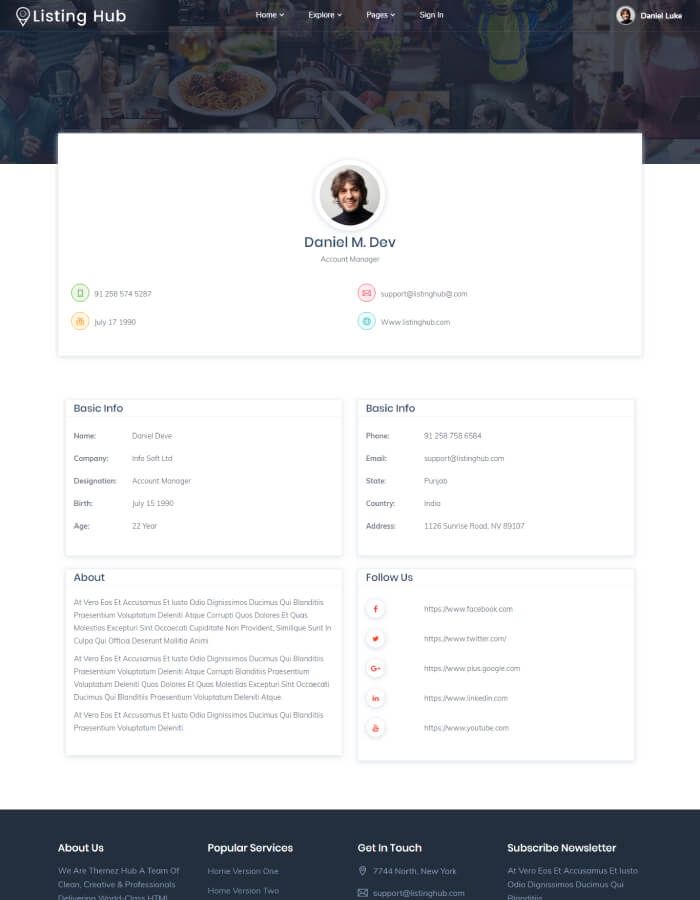 Listing Hub
Home
Explore
Pages
Sign In
Daniel Luke
Daniel M. Dev
Account Manager
91 258 574 5287
support@listinghub@.com
July 17 1990
Www.listinghub.com
Basic Info
Name: Daniel Deve
Company: Info Soft Ltd
Designation: Account Manager
Birth: July 15 1990
Age: 22 Year
Basic Info
Phone: 91 258 758 6584
Email: support@listinghub.com
State: Punjab
Country: India
Address: 1126 Sunrise Road, NV 89107
About
At Vero Eos Et Accusamus Et Iusto Odio Dignissimos Ducimus Qui Blanditiis
Praesentium Voluptatum Deleniti Atque Corrupti Quos Dolores Et Quas
Molestias Excepturi Sint Occaecati Cupiditate Non Provident, Similique Sunt In
Culpa Qui Officia Deserunt Mollitia Animi
At Vero Eos Et Accusamus Et Iusto Odio Dignissimos Ducimus Qui Blanditiis
Praesentium Voluptatum Deleniti Atque Corrupti Blanditiis Praesentium
Voluptatum Deleniti Quos Dolores Et Quas Molestias Excepturi Sint Occaecati
Ducimus Qui Blanditiis Praesentium Voluptatum Deleniti Atque.
At Vero Eos Et Accusamus Et Iusto Odio Dignissimos Ducimus Qui Blanditiis
Praesentium Voluptatum Deleniti.
Follow Us
https://www.facebook.com
https://www.twitter.com/
https://www.plus.google.com
https://www.linkedin.com
https://www.youtube.com
About Us
We Are Themez Hub A Team Of
Clean, Creative & Professionals
Delivering World-Class HTML
Popular Services
Home Version One
Home Version Two
Get In Touch
7744 North, New York
support@listinghub.com
Subscribe Newsletter
At Vero Eos Et Accusamus Et Iusto
Odio Dignissimos Ducimus Qui
Blanditiis